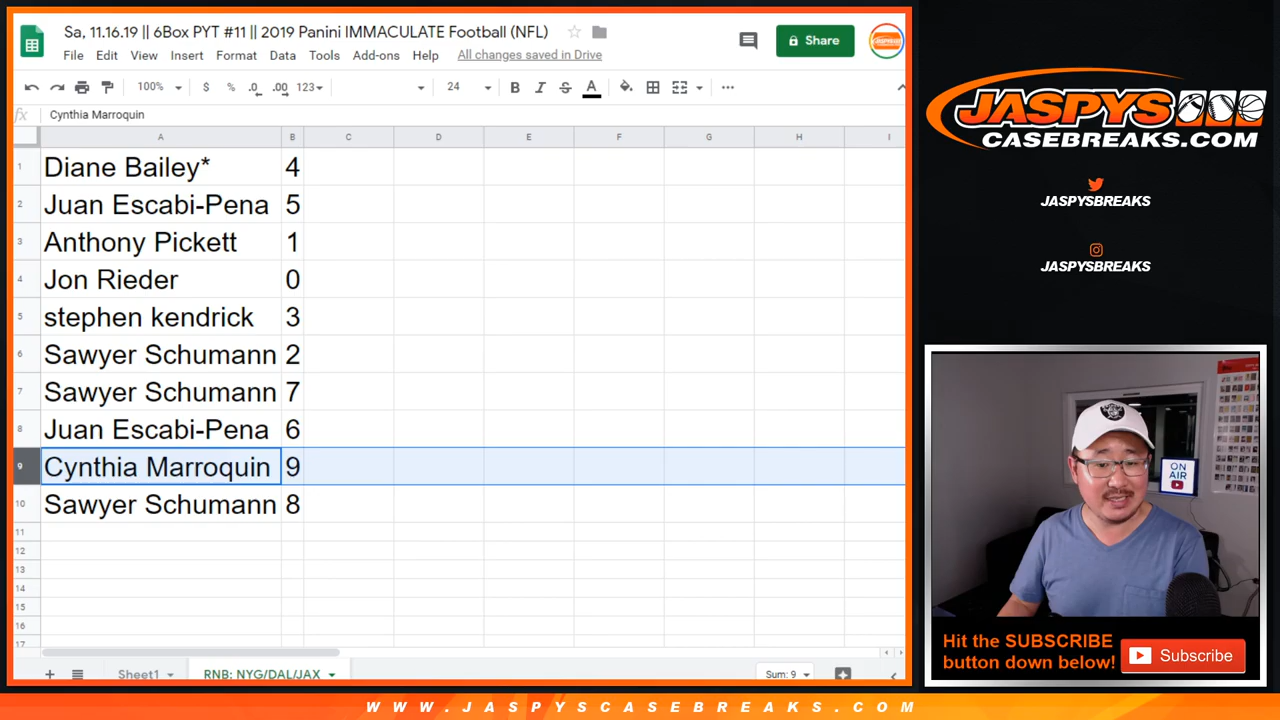 Sa, 11.16.19 || 6Box PYT #11 || 2019 Panini IMMACULATE Football (NFL)
Share
File Edit View Insert Format Data Tools Add-ons Help All changes saved in Drive
100% $ % .0 .00 123 24 B I S A
fx Cynthia Marroquin
A B C D E F G H I
1 Diane Bailey* 4
2 Juan Escabi-Pena 5
3 Anthony Pickett 1
4 Jon Rieder 0
5 stephen kendrick 3
6 Sawyer Schumann 2
7 Sawyer Schumann 7
8 Juan Escabi-Pena 6
9 Cynthia Marroquin 9
10 Sawyer Schumann 8
11
12
13
14
15
16
17
Sheet1 RNB: NYG/DAL/JAX Sum: 9
JASPYS
CASEBREAKS.COM
JASPYSBREAKS
JASPYSBREAKS
ON
AIR
Hit the SUBSCRIBE
button down below!
Subscribe
WWW.JASPYSCASEBREAKS.COM